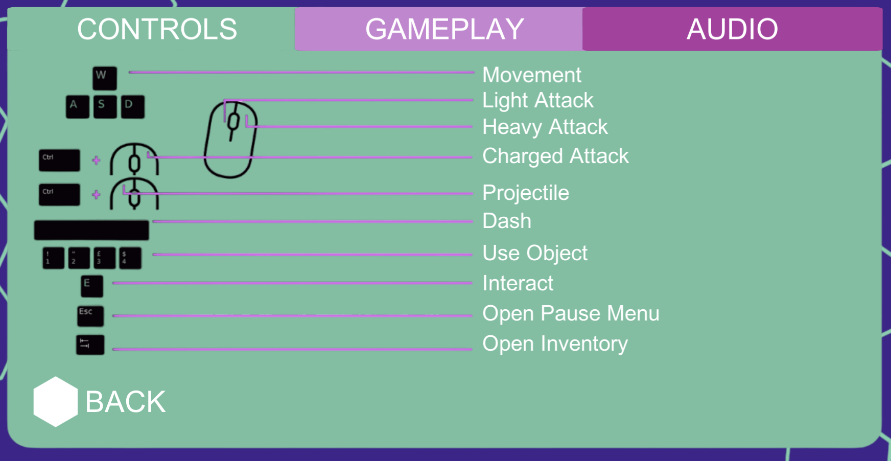 CONTROLS GAMEPLAY AUDIO
W Movement
A S D
Light Attack
Heavy Attack
Ctrl + Charged Attack
Ctrl + Projectile
Dash
! " £ $
1 2 3 4 Use Object
E Interact
Esc Open Pause Menu
Open Inventory
BACK